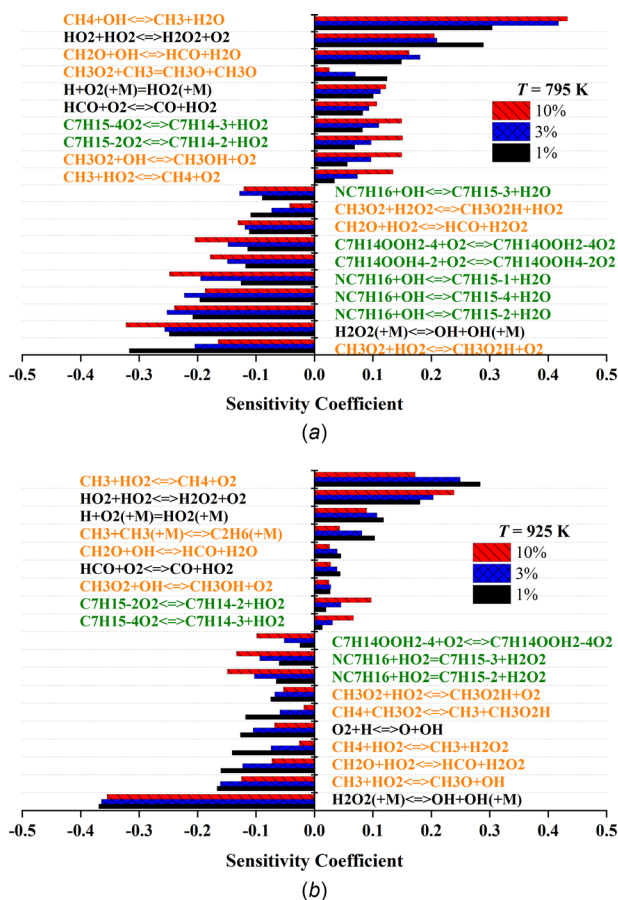 CH4+OH<=>CH3+H2O
HO2+HO2<=>H2O2+O2
CH2O+OH<=>HCO+H2O
CH3O2+CH3=CH3O+CH3O
H+O2(+M)=HO2(+M)
HCO+O2<=>CO+HO2
C7H15-4O2<=>C7H14-3+HO2
C7H15-2O2<=>C7H14-2+HO2
CH3O2+OH<=>CH3OH+O2
CH3+HO2<=>CH4+O2
T = 795 K
10%
3%
1%
NC7H16+OH<=>C7H15-3+H2O
CH3O2+H2O2<=>CH3O2H+HO2
CH2O+HO2<=>HCO+H2O2
C7H14OOH2-4+O2<=>C7H14OOH2-4O2
C7H14OOH4-2+O2<=>C7H14OOH4-2O2
NC7H16+OH<=>C7H15-1+H2O
NC7H16+OH<=>C7H15-4+H2O
NC7H16+OH<=>C7H15-2+H2O
H2O2(+M)<=>OH+OH(+M)
CH3O2+HO2<=>CH3O2H+O2
-0.5 -0.4 -0.3 -0.2 -0.1 0.0 0.1 0.2 0.3 0.4 0.5
Sensitivity Coefficient
(a)
CH3+HO2<=>CH4+O2
HO2+HO2<=>H2O2+O2
H+O2(+M)=HO2(+M)
CH3+CH3(+M)<=>C2H6(+M)
CH2O+OH<=>HCO+H2O
HCO+O2<=>CO+HO2
CH3O2+OH<=>CH3OH+O2
C7H15-2O2<=>C7H14-2+HO2
C7H15-4O2<=>C7H14-3+HO2
T = 925 K
10%
3%
1%
C7H14OOH2-4+O2<=>C7H14OOH2-4O2
NC7H16+HO2=C7H15-3+H2O2
NC7H16+HO2=C7H15-2+H2O2
CH3O2+HO2<=>CH3O2H+O2
CH4+CH3O2<=>CH3+CH3O2H
O2+H<=>O+OH
CH4+HO2<=>CH3+H2O2
CH2O+HO2<=>HCO+H2O2
CH3+HO2<=>CH3O+OH
H2O2(+M)<=>OH+OH(+M)
-0.5 -0.4 -0.3 -0.2 -0.1 0.0 0.1 0.2 0.3 0.4 0.5
Sensitivity Coefficient
(b)